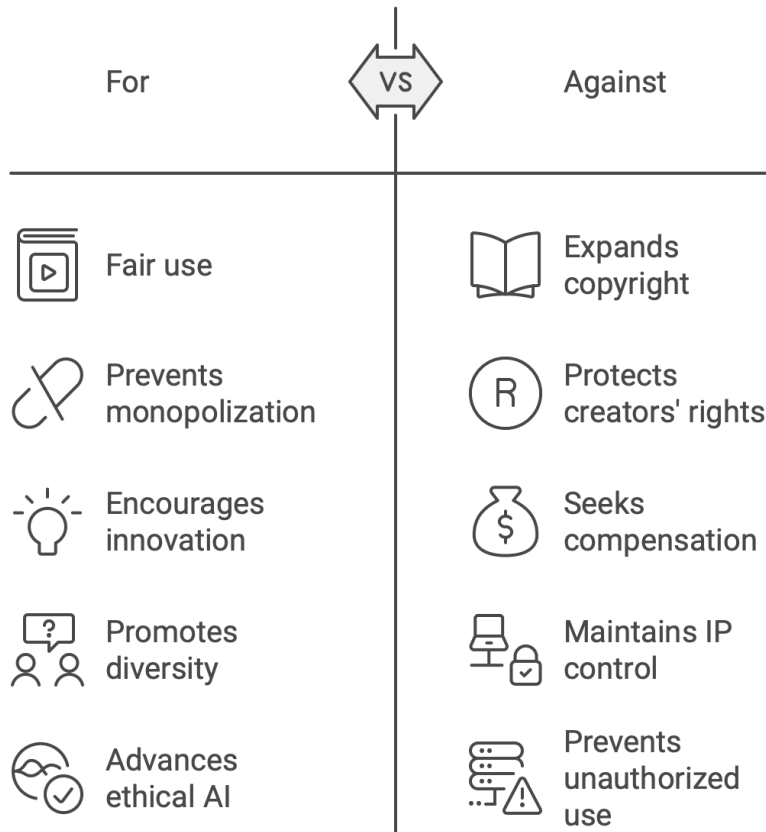 For
VS
Against
Fair use
Expands
copyright
Prevents
monopolization
R
Protects
creators' rights
Encourages
innovation
$
Seeks
compensation
?
Promotes
diversity
Maintains IP
control
Advances
ethical AI
Prevents
unauthorized
use